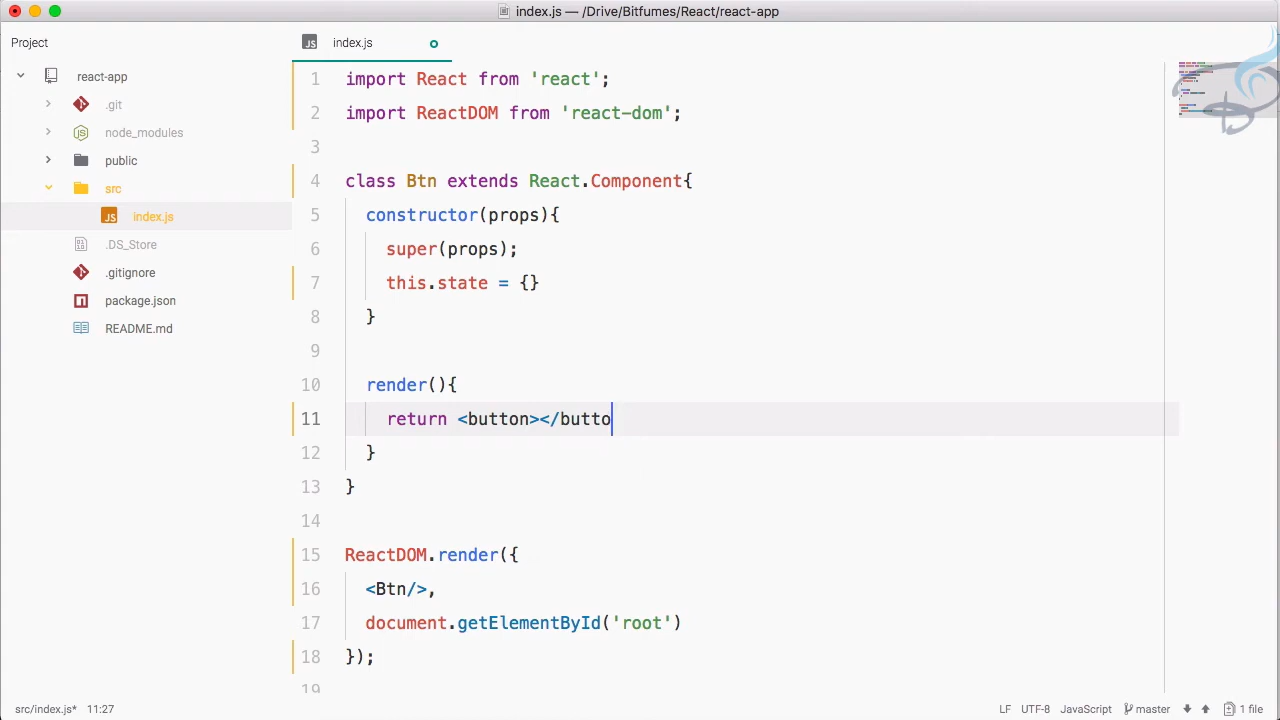 index.js — /Drive/Bitfumes/React/react-app
Project
JS index.js
react-app
.git
JS node_modules
public
src
JS index.js
.DS_Store
.gitignore
package.json
README.md
1 import React from 'react';
2 import ReactDOM from 'react-dom';
3
4 class Btn extends React.Component{
5   constructor(props){
6     super(props);
7     this.state = {}
8   }
9
10   render(){
11     return <button></butto
12   }
13 }
14
15 ReactDOM.render({
16   <Btn/>,
17   document.getElementById('root')
18 });
19
src/index.js* 11:27
LF UTF-8 JavaScript master 1 file